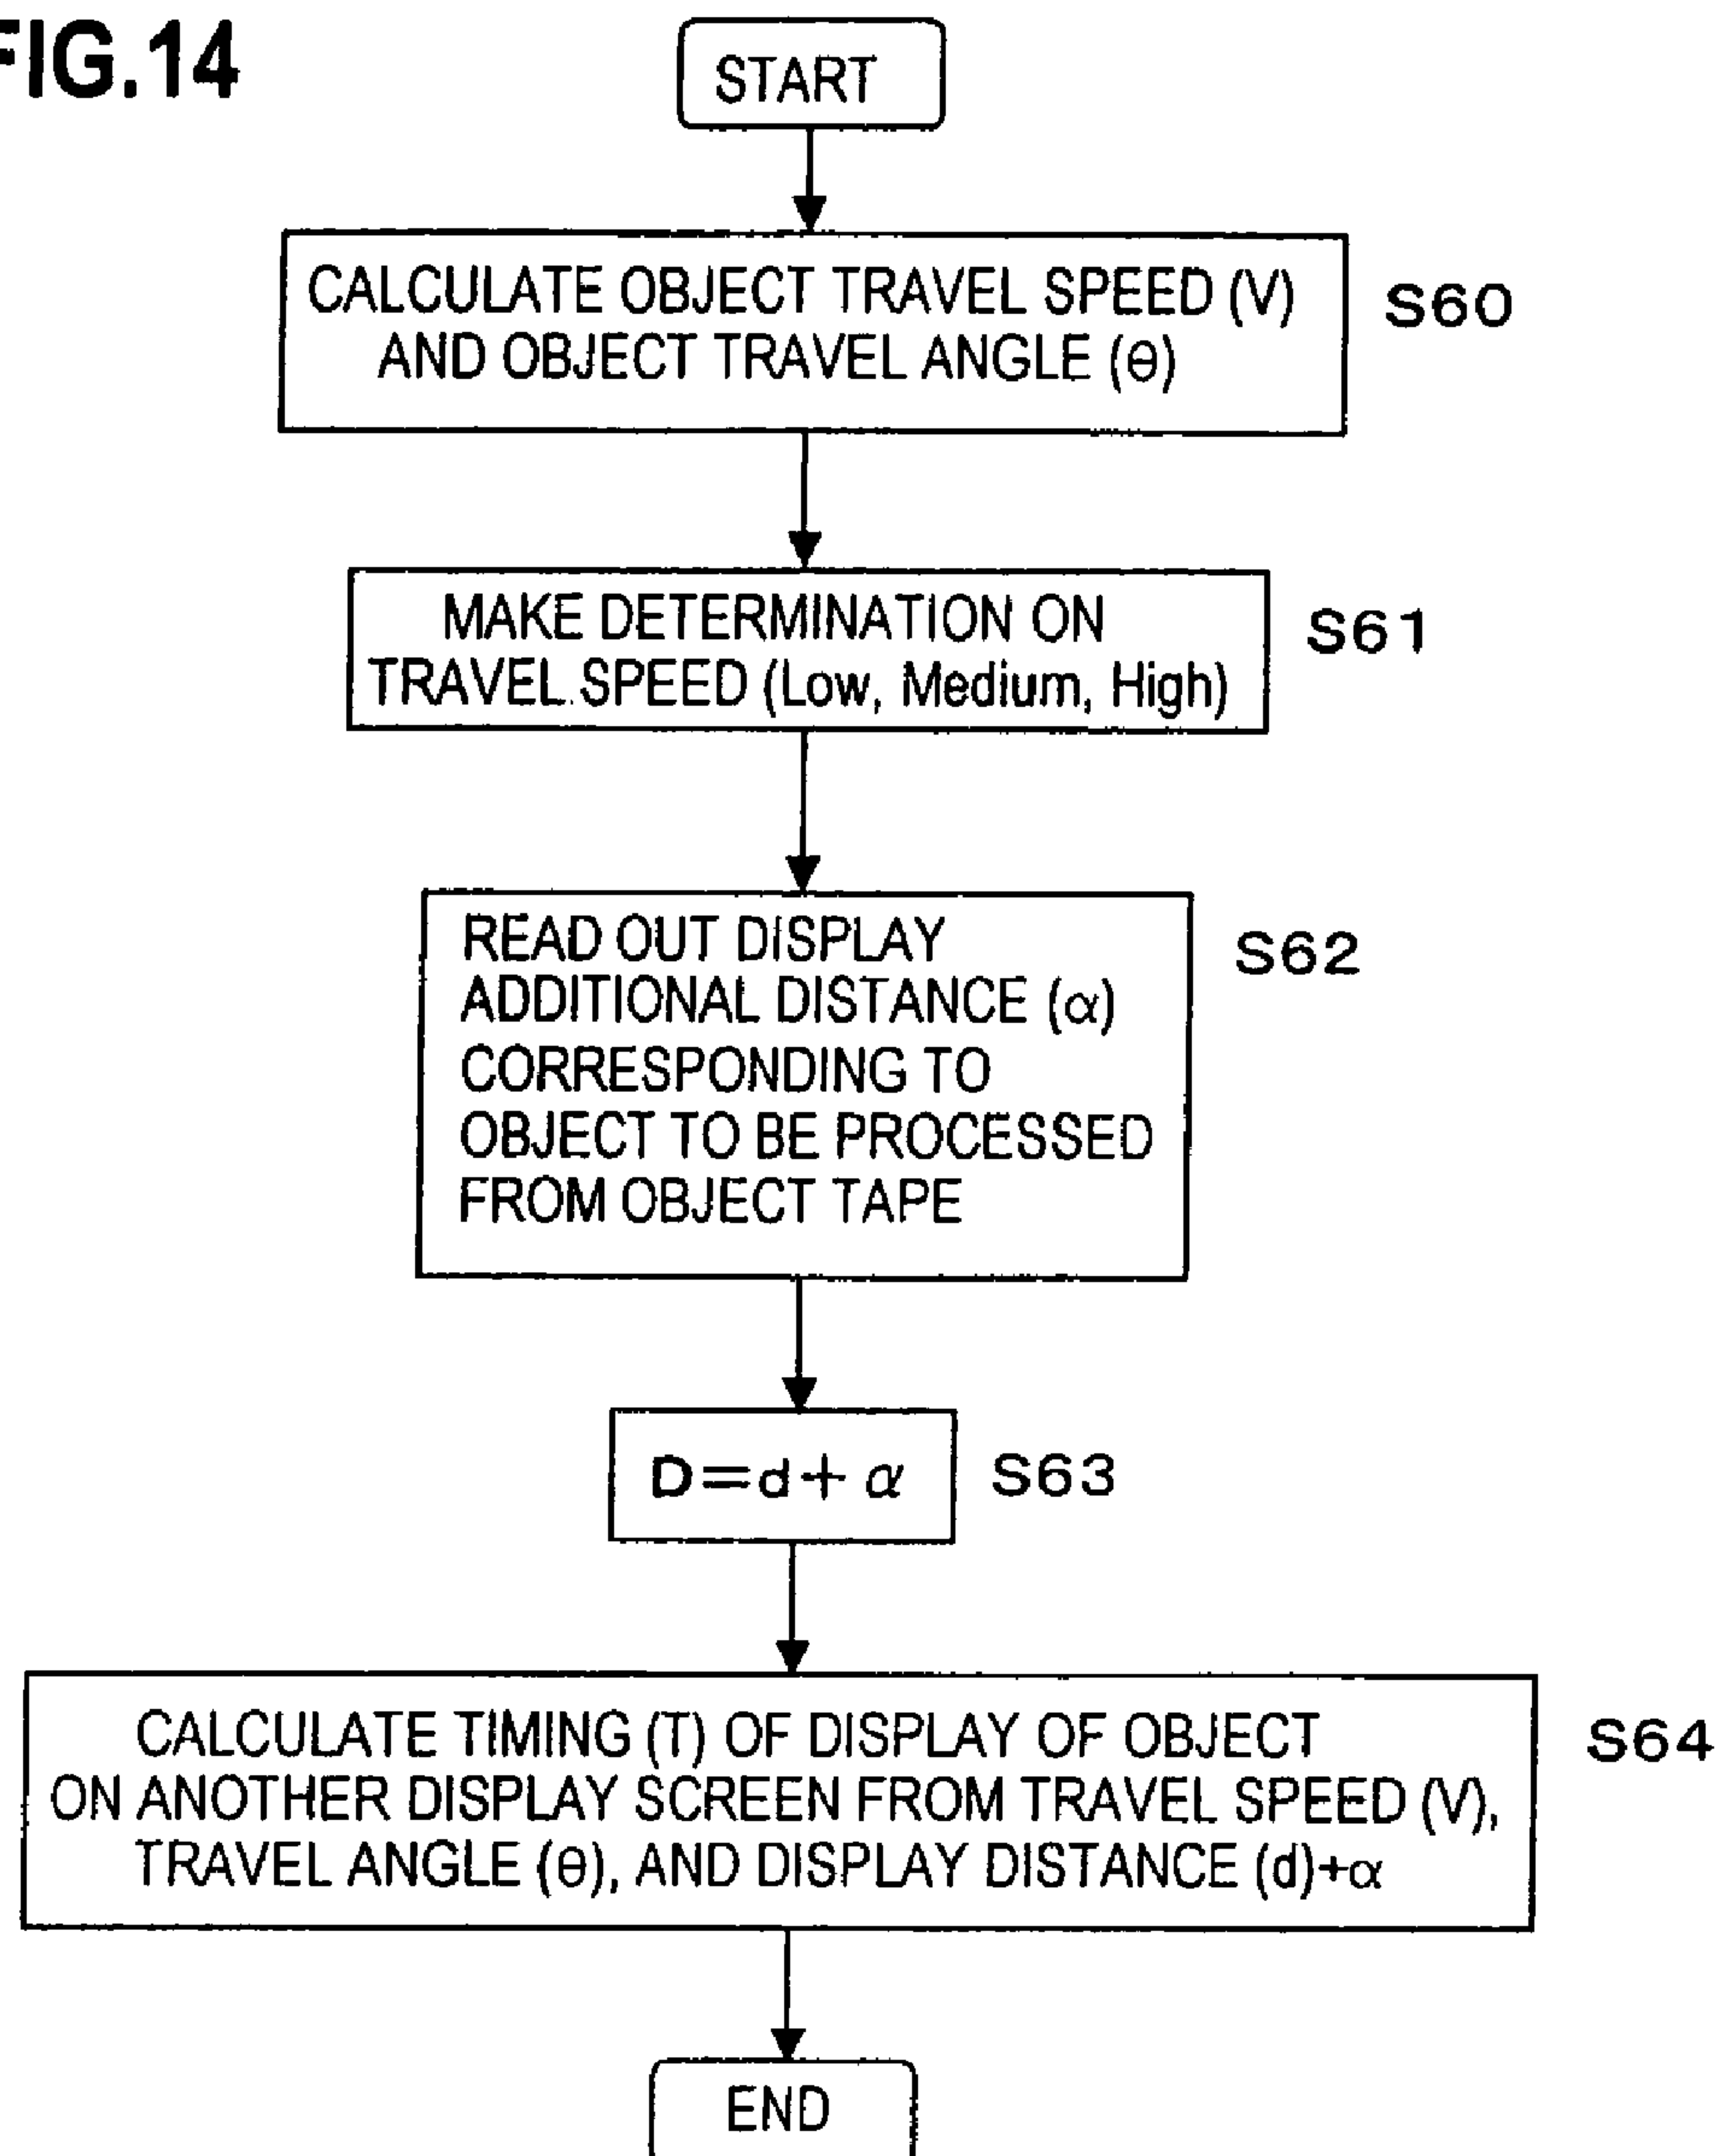 FIG.14
START
CALCULATE OBJECT TRAVEL SPEED (V)
AND OBJECT TRAVEL ANGLE (θ)
S60
MAKE DETERMINATION ON
TRAVEL SPEED (Low, Medium, High)
S61
READ OUT DISPLAY
ADDITIONAL DISTANCE (α)
CORRESPONDING TO
OBJECT TO BE PROCESSED
FROM OBJECT TAPE
S62
D=d+ α
S63
CALCULATE TIMING (T) OF DISPLAY OF OBJECT
ON ANOTHER DISPLAY SCREEN FROM TRAVEL SPEED (V),
TRAVEL ANGLE (θ), AND DISPLAY DISTANCE (d)+α
S64
END